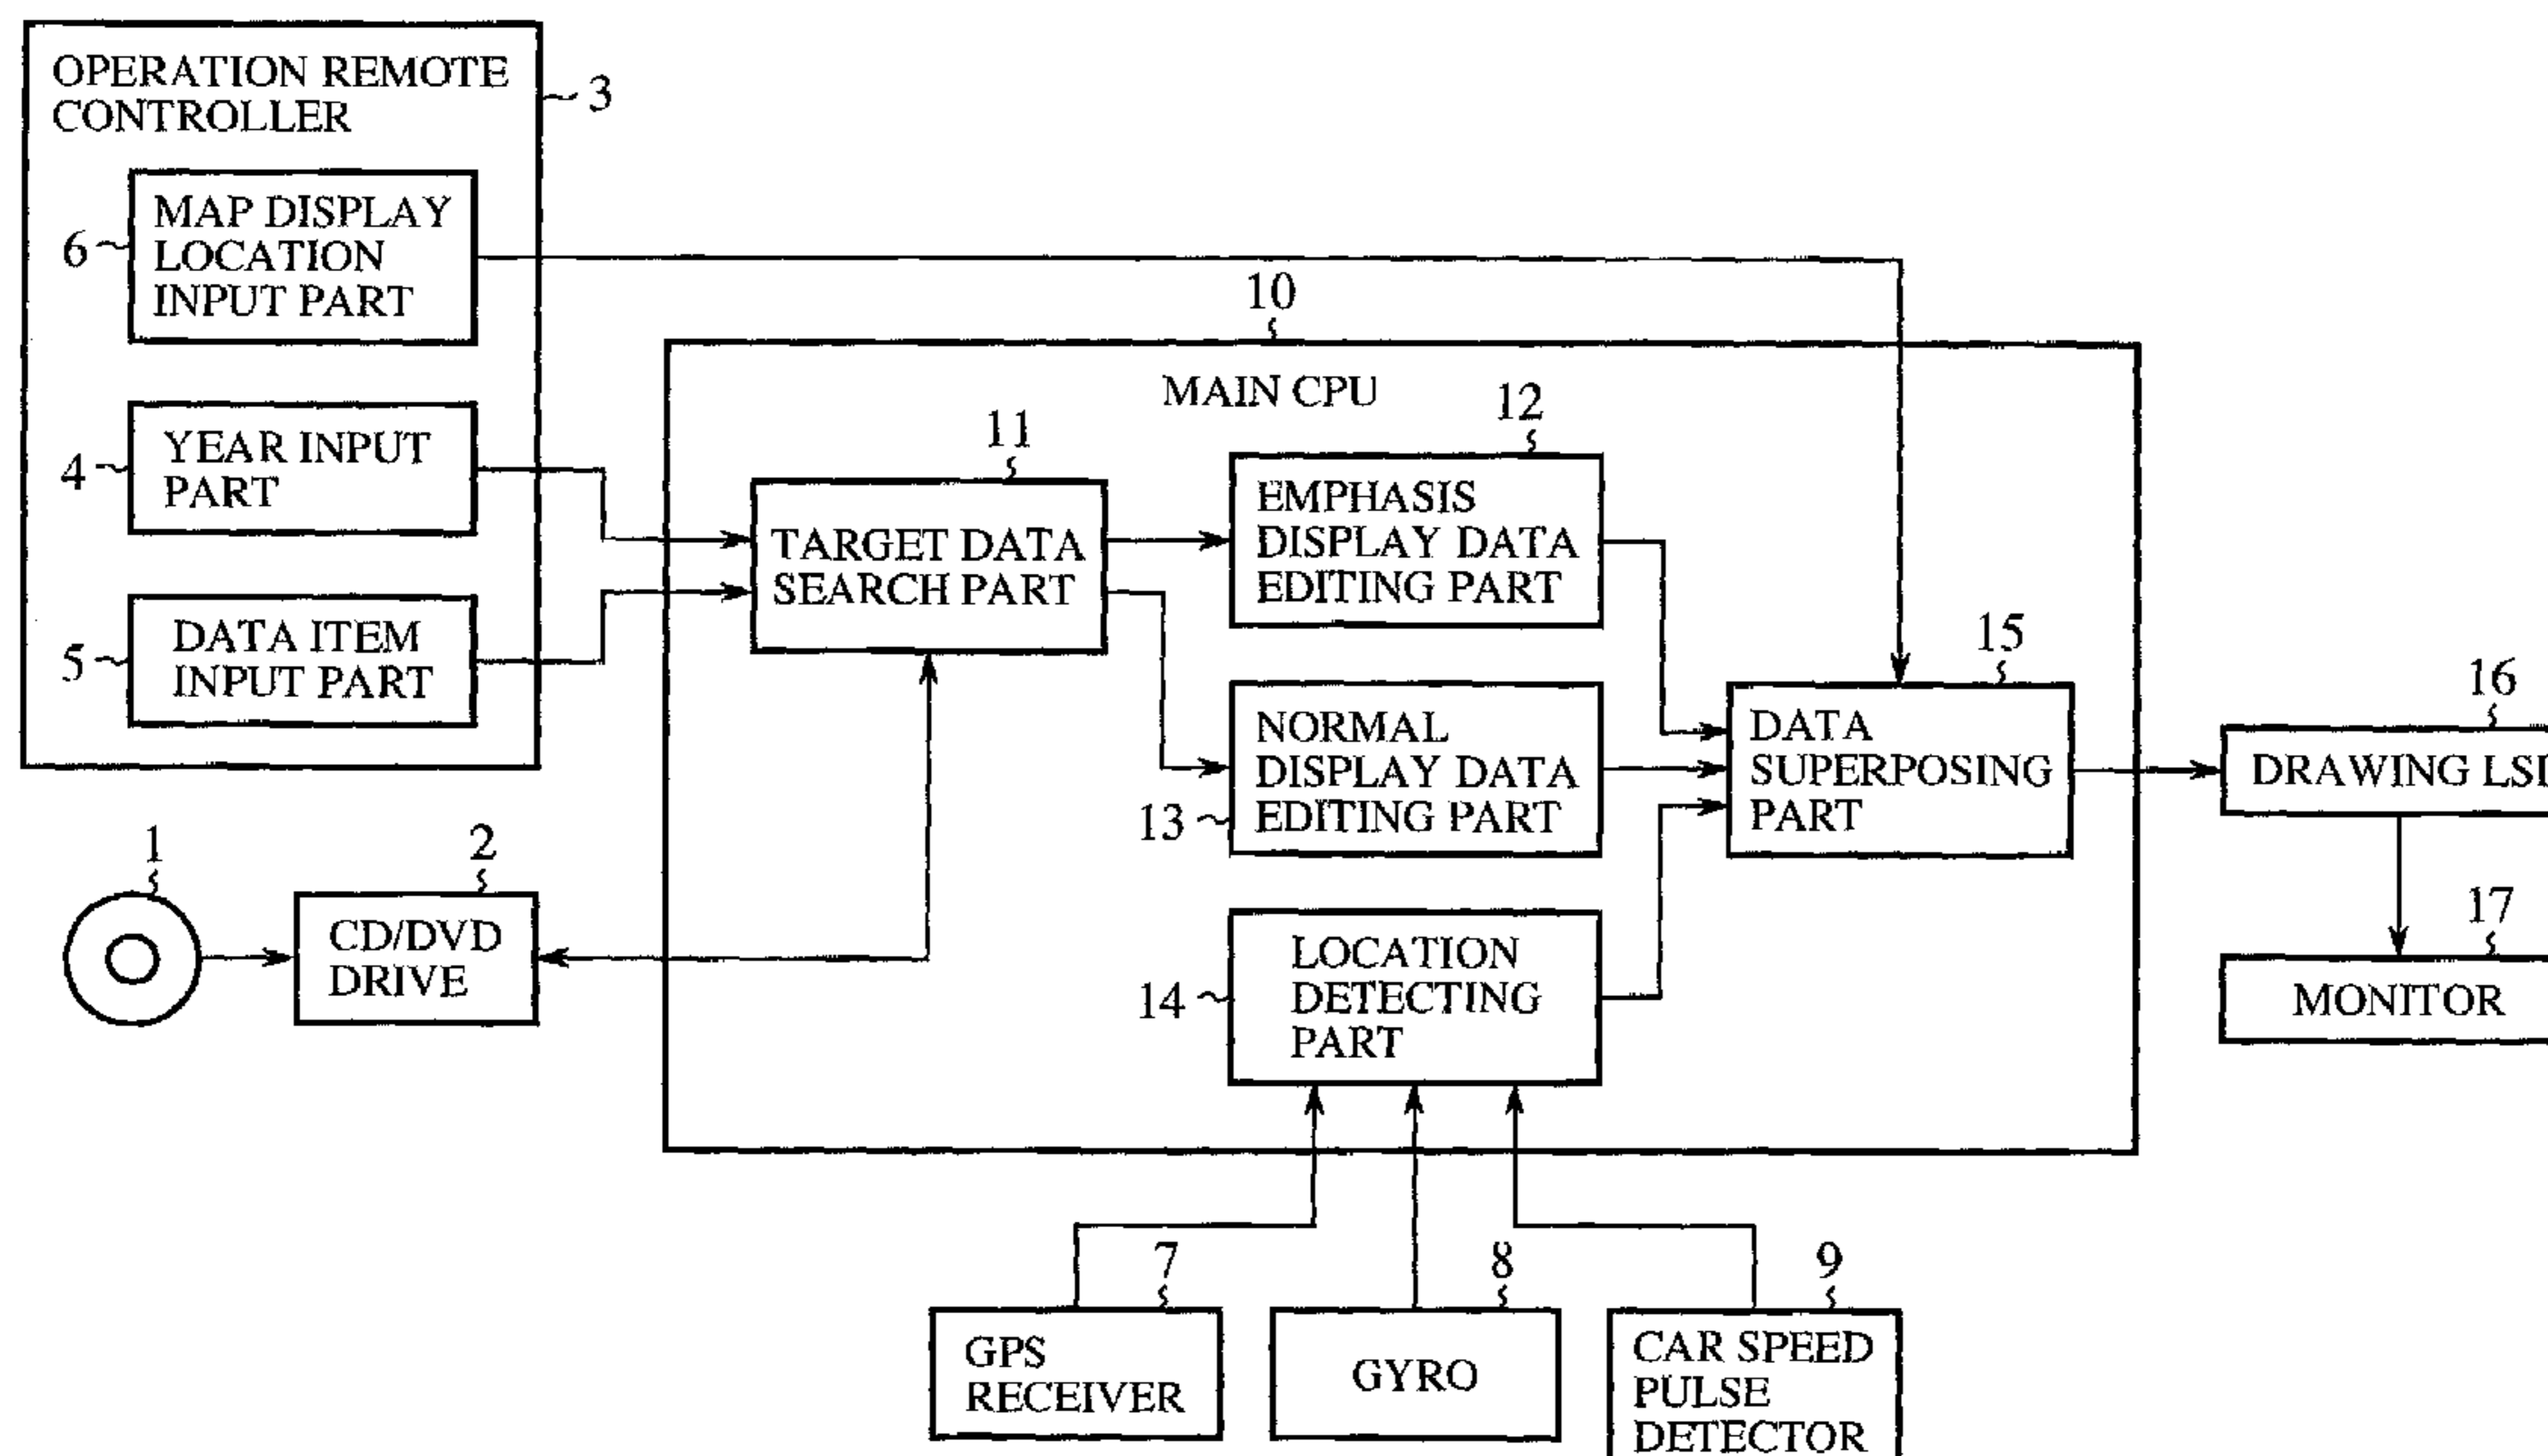 OPERATION REMOTE
CONTROLLER
3
MAP DISPLAY
LOCATION
INPUT PART
6
YEAR INPUT
PART
4
DATA ITEM
INPUT PART
5
1
2
CD/DVD
DRIVE
10
MAIN CPU
11
TARGET DATA
SEARCH PART
12
EMPHASIS
DISPLAY DATA
EDITING PART
NORMAL
DISPLAY DATA
EDITING PART
13
LOCATION
DETECTING
PART
14
15
DATA
SUPERPOSING
PART
16
DRAWING LSI
17
MONITOR
7
GPS
RECEIVER
8
GYRO
9
CAR SPEED
PULSE
DETECTOR